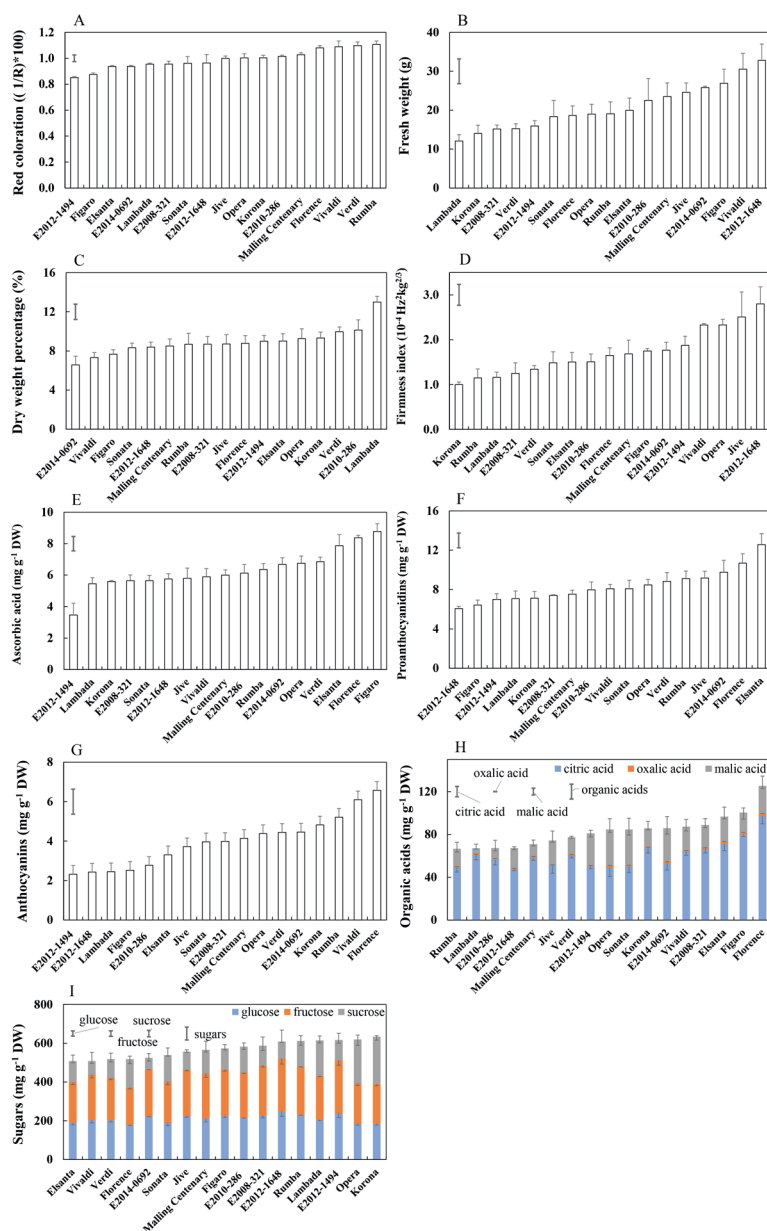 A
Red coloration ((1/R)*100)
1.2
1.0
0.8
0.6
0.4
0.2
0.0
E2012-1494
Figaro
Elsanta
E2014-0692
Lambada
E2008-321
Sonata
E2012-1648
Jive
Opera
Korona
E2010-286
Malling Centenary
Florence
Vivaldi
Verdi
Rumba
B
Fresh weight (g)
40
30
20
10
0
Lambada
Korona
E2008-321
Verdi
E2012-1494
Sonata
Florence
Opera
Rumba
Elsanta
E2010-286
Malling Centenary
Jive
E2014-0692
Figaro
Vivaldi
E2012-1648
C
Dry weight percentage (%)
16
12
8
4
0
E2014-0692
Vivaldi
Figaro
Sonata
E2012-1648
Malling Centenary
Rumba
E2008-321
Jive
Florence
E2012-1494
Elsanta
Opera
Korona
Verdi
E2010-286
Lambada
D
Firmness index (10-4 Hz2kg2/3)
3.0
2.0
1.0
0.0
Korona
Rumba
Lambada
E2008-321
Verdi
Sonata
Elsanta
E2010-286
Florence
Malling Centenary
Figaro
E2014-0692
E2012-1494
Vivaldi
Opera
Jive
E2012-1648
E
Ascorbic acid (mg g-1 DW)
10
8
6
4
2
0
E2012-1494
Lambada
Korona
E2008-321
Sonata
E2012-1648
Jive
Vivaldi
Malling Centenary
E2010-286
Rumba
E2014-0692
Opera
Verdi
Elsanta
Florence
Figaro
F
Proanthocyanidins (mg g-1 DW)
16
12
8
4
0
E2012-1648
Figaro
E2012-1494
Lambada
Korona
E2008-321
Malling Centenary
E2010-286
Vivaldi
Sonata
Opera
Verdi
Rumba
Jive
E2014-0692
Florence
Elsanta
G
Anthocyanins (mg g-1 DW)
8
6
4
2
0
E2012-1494
E2012-1648
Lambada
Figaro
E2010-286
Elsanta
Jive
Sonata
E2008-321
Malling Centenary
Opera
Verdi
E2014-0692
Korona
Rumba
Vivaldi
Florence
H
Organic acids (mg g-1 DW)
citric acid
oxalic acid
malic acid
oxalic acid
organic acids
citric acid
malic acid
120
80
40
0
Rumba
Lambada
E2010-286
E2012-1648
Malling Centenary
Jive
Verdi
E2012-1494
Opera
Sonata
Korona
E2014-0692
Vivaldi
E2008-321
Elsanta
Figaro
Florence
I
Sugars (mg g-1 DW)
glucose
fructose
sucrose
glucose
sucrose
fructose
sugars
800
600
400
200
0
Elsanta
Vivaldi
Verdi
Florence
E2014-0692
Sonata
Jive
Malling Centenary
Figaro
E2010-286
E2008-321
E2012-1648
Rumba
Lambada
E2012-1494
Opera
Korona